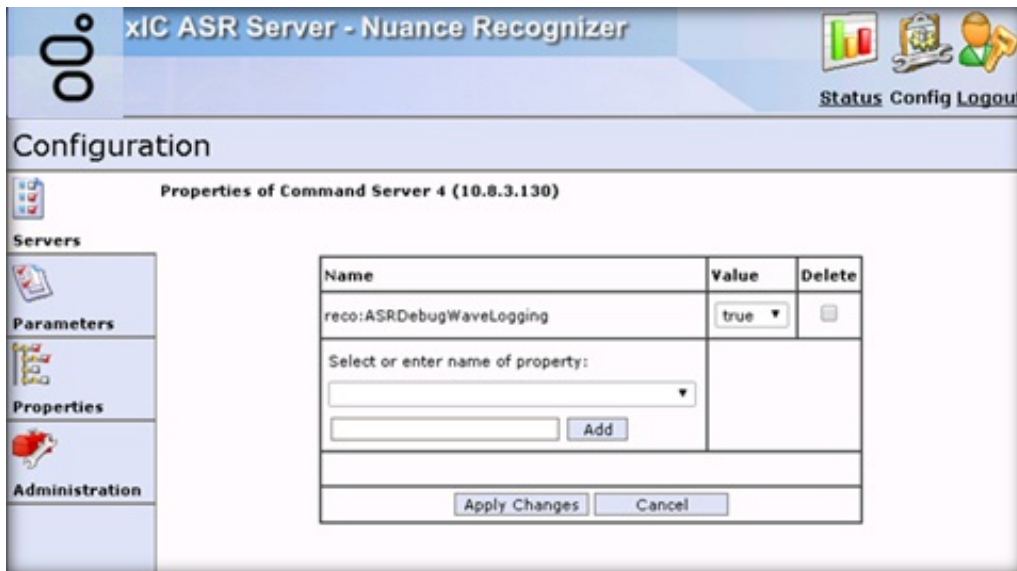 xIC ASR Server - Nuance Recognizer
Status Config Logout
Configuration
Properties of Command Server 4 (10.8.3.130)
Servers
Parameters
Properties
Administration
Name Value Delete
reco:ASRDebugWaveLogging true
Select or enter name of property:
Add
Apply Changes Cancel